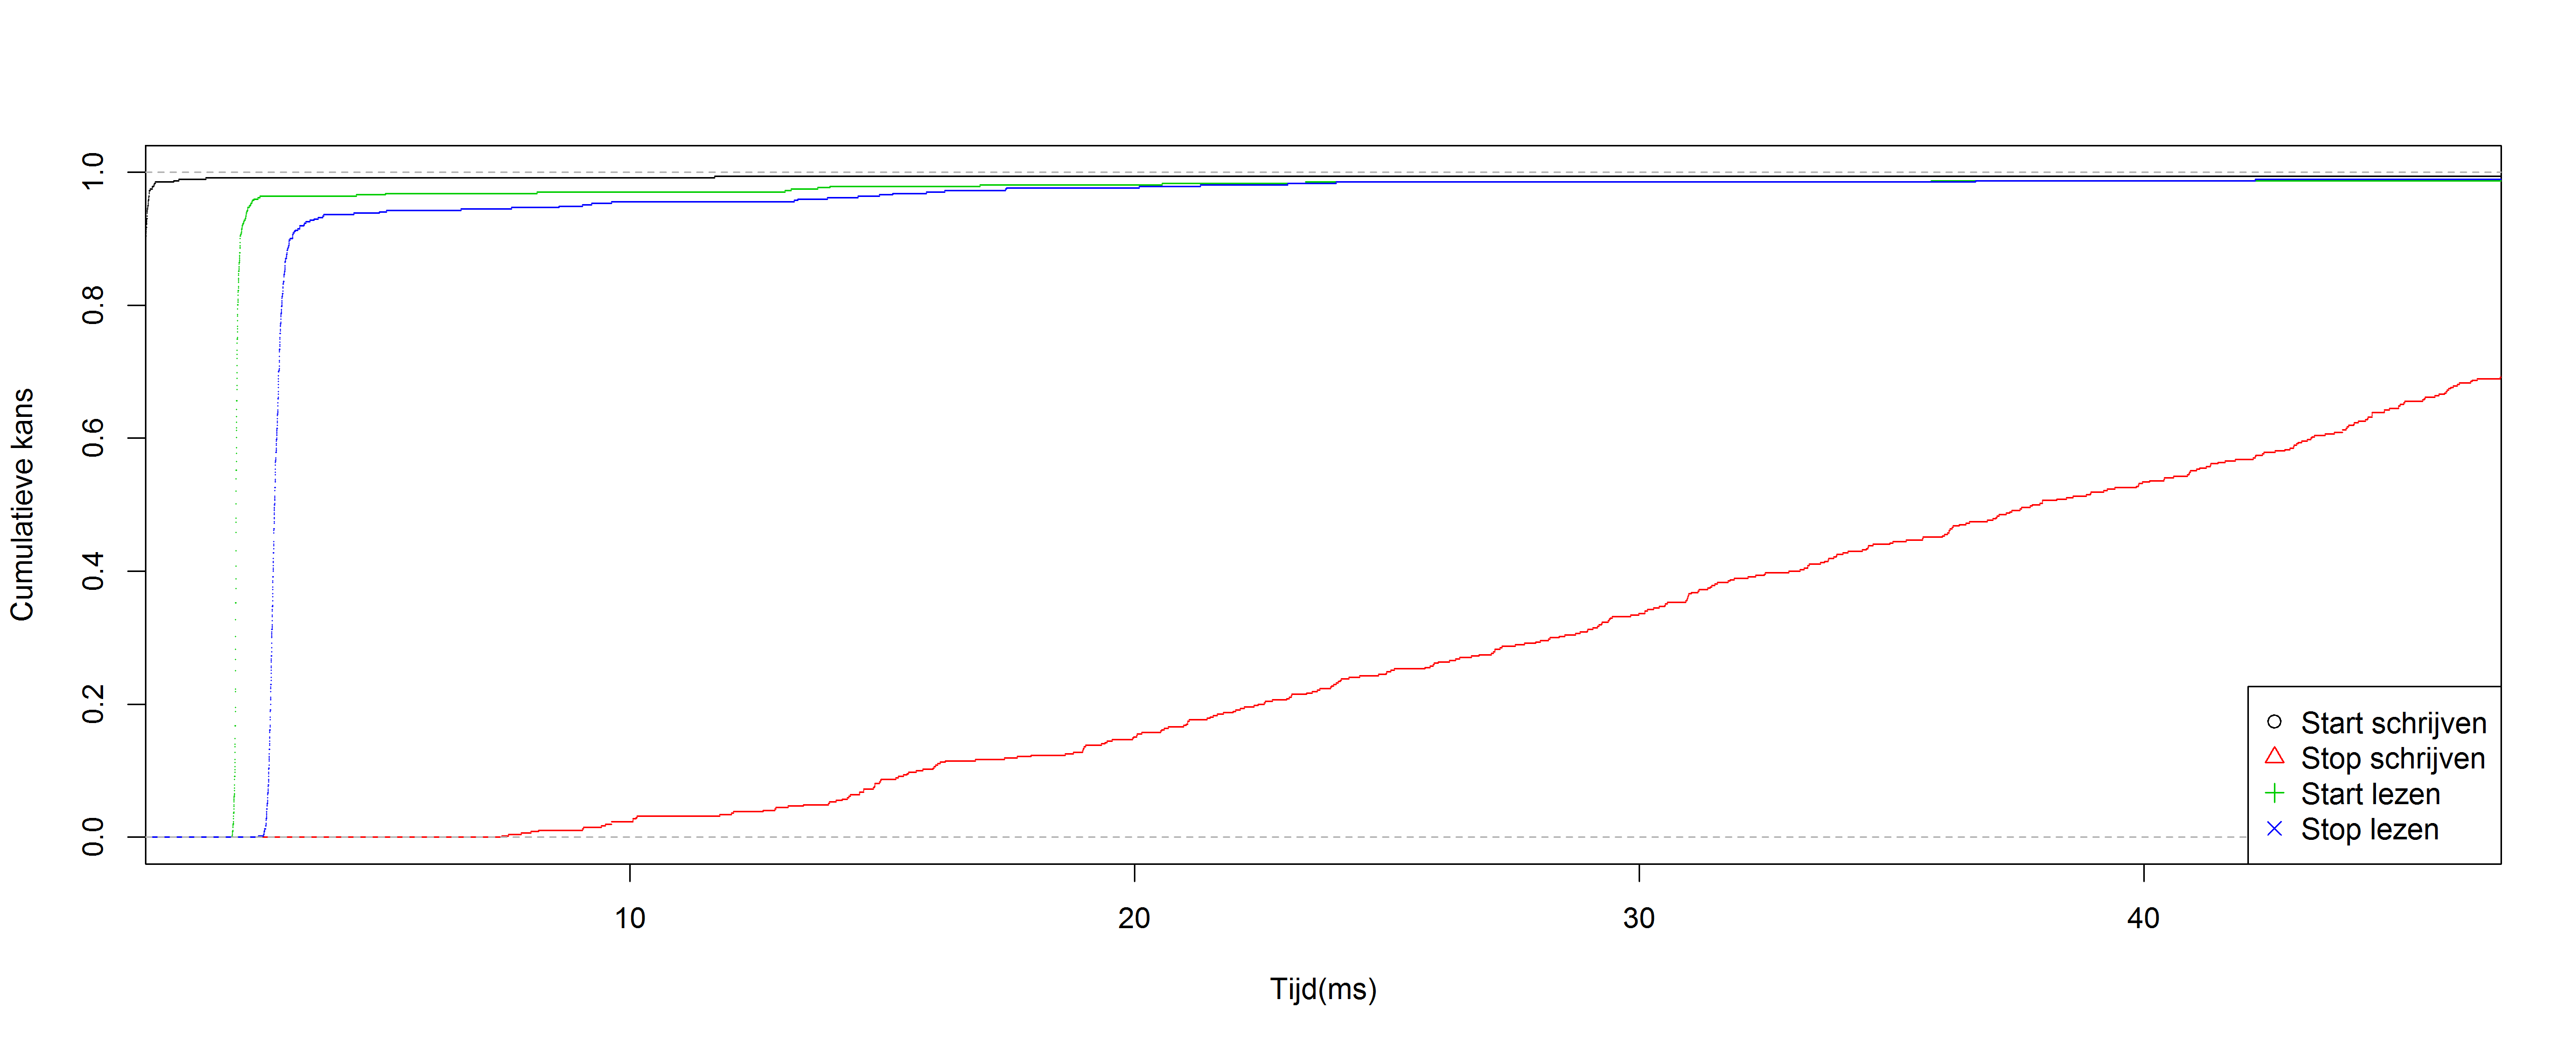 Cumulatieve kans
1.0
0.8
0.6
0.4
0.2
0.0
10 20 30 40
Tijd(ms)
Start schrijven
Stop schrijven
Start lezen
Stop lezen